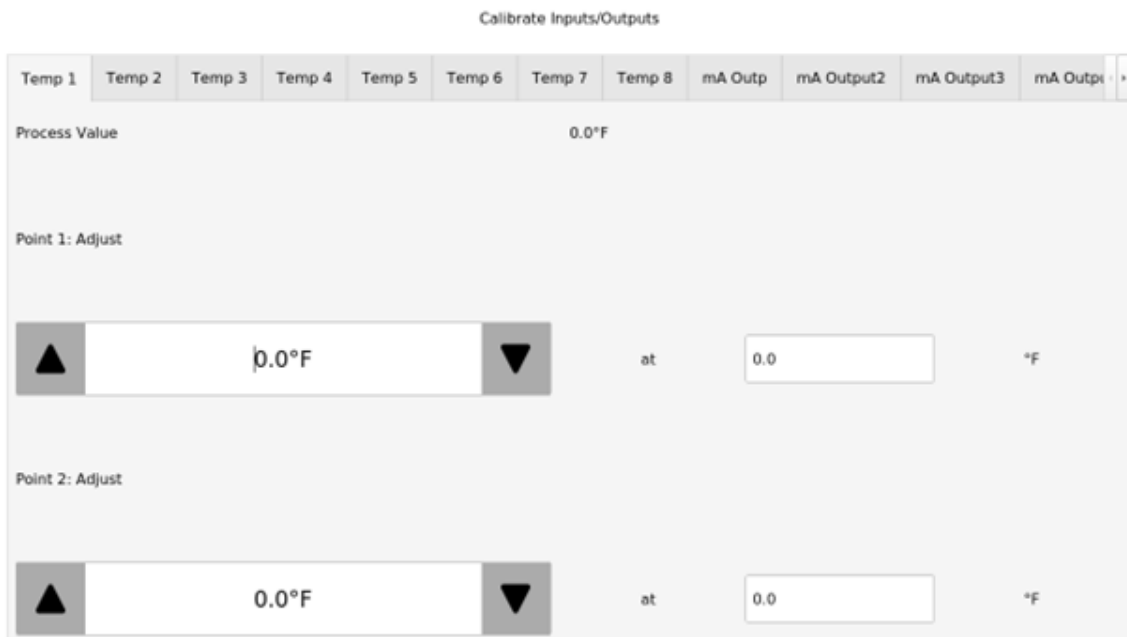 Calibrate Inputs/Outputs
Temp 1 Temp 2 Temp 3 Temp 4 Temp 5 Temp 6 Temp 7 Temp 8 mA Outp mA Output2 mA Output3 mA Outpu
Process Value 0.0°F
Point 1: Adjust
0.0°F at 0.0 °F
Point 2: Adjust
0.0°F at 0.0 °F